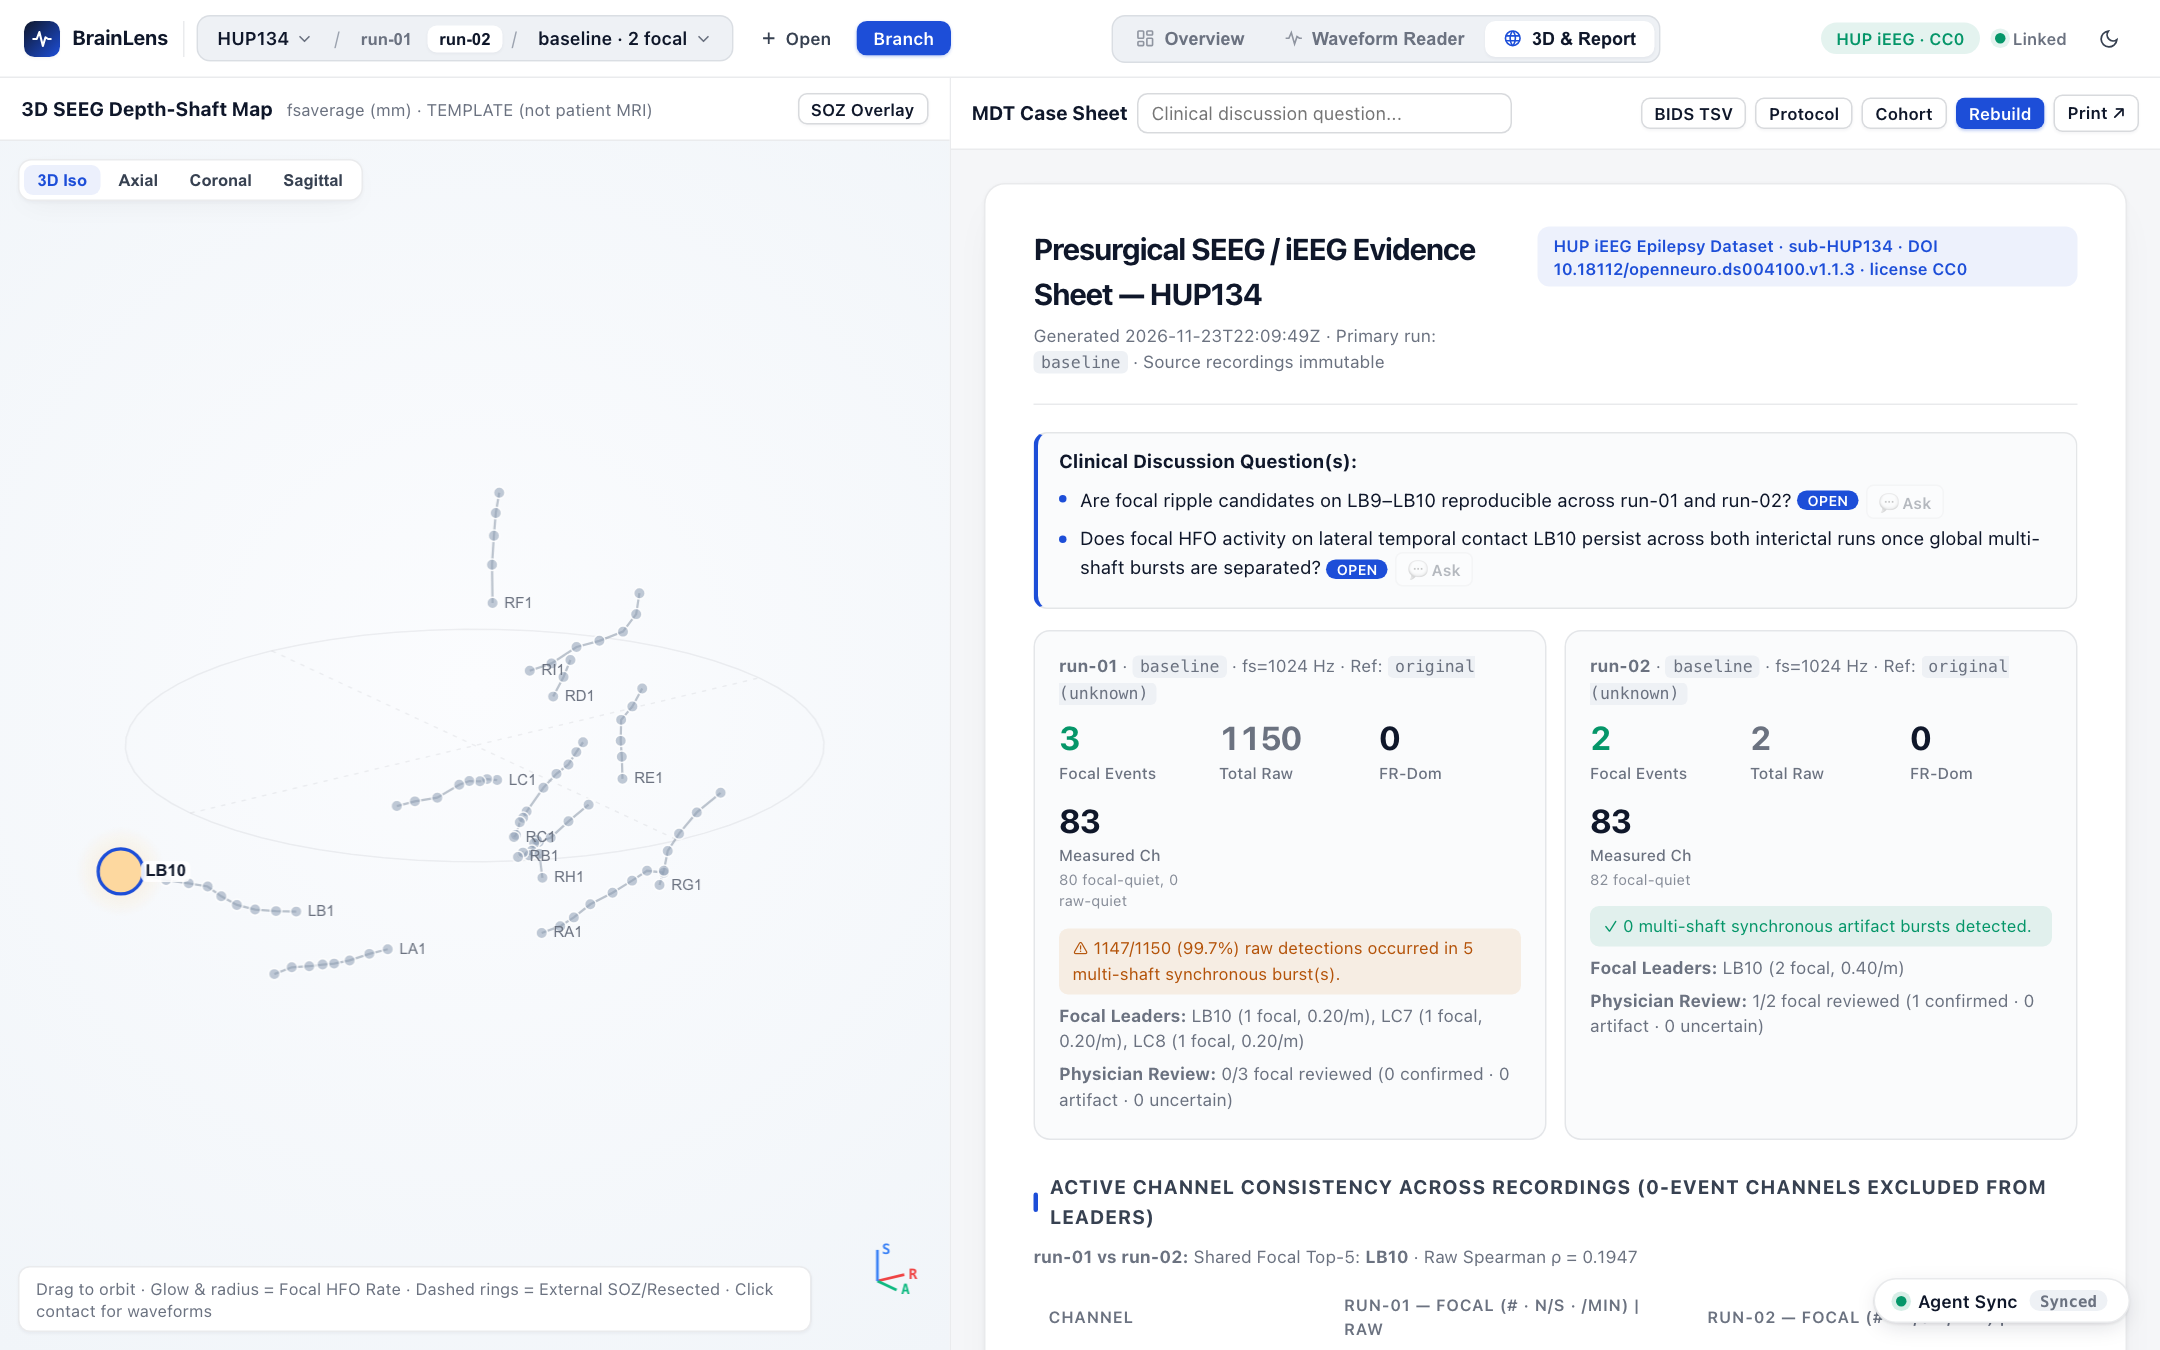 BrainLens
HUP134 / run-01 run-02 / baseline · 2 focal
+ Open
Branch
Overview
Waveform Reader
3D & Report
HUP iEEG · CC0
Linked
3D SEEG Depth-Shaft Map
fsaverage (mm) · TEMPLATE (not patient MRI)
SOZ Overlay
3D Iso
Axial
Coronal
Sagittal
RF1
RI1
RD1
RE1
LC1
RC1
RB1
RH1
RG1
LB10
LB1
RA1
LA1
S
R
A
Drag to orbit · Glow & radius = Focal HFO Rate · Dashed rings = External SOZ/Resected · Click
contact for waveforms
MDT Case Sheet
Clinical discussion question...
BIDS TSV
Protocol
Cohort
Rebuild
Print ↗
Presurgical SEEG / iEEG Evidence
Sheet — HUP134
HUP iEEG Epilepsy Dataset · sub-HUP134 · DOI
10.18112/openneuro.ds004100.v1.1.3 · license CC0
Generated 2026-11-23T22:09:49Z · Primary run:
baseline · Source recordings immutable
Clinical Discussion Question(s):
Are focal ripple candidates on LB9–LB10 reproducible across run-01 and run-02? OPEN 💬 Ask
Does focal HFO activity on lateral temporal contact LB10 persist across both interictal runs once global multi-
shaft bursts are separated? OPEN 💬 Ask
run-01 · baseline · fs=1024 Hz · Ref: original
(unknown)
3 1150 0
Focal Events Total Raw FR-Dom
83
Measured Ch
80 focal-quiet, 0
raw-quiet
⚠ 1147/1150 (99.7%) raw detections occurred in 5
multi-shaft synchronous burst(s).
Focal Leaders: LB10 (1 focal, 0.20/m), LC7 (1 focal,
0.20/m), LC8 (1 focal, 0.20/m)
Physician Review: 0/3 focal reviewed (0 confirmed · 0
artifact · 0 uncertain)
run-02 · baseline · fs=1024 Hz · Ref: original
(unknown)
2 2 0
Focal Events Total Raw FR-Dom
83
Measured Ch
82 focal-quiet
✓ 0 multi-shaft synchronous artifact bursts detected.
Focal Leaders: LB10 (2 focal, 0.40/m)
Physician Review: 1/2 focal reviewed (1 confirmed · 0
artifact · 0 uncertain)
ACTIVE CHANNEL CONSISTENCY ACROSS RECORDINGS (0-EVENT CHANNELS EXCLUDED FROM
LEADERS)
run-01 vs run-02: Shared Focal Top-5: LB10 · Raw Spearman ρ = 0.1947
CHANNEL
RUN-01 — FOCAL (# · N/S · /MIN) |
RAW
RUN-02 — FOCAL (#
Agent Sync Synced